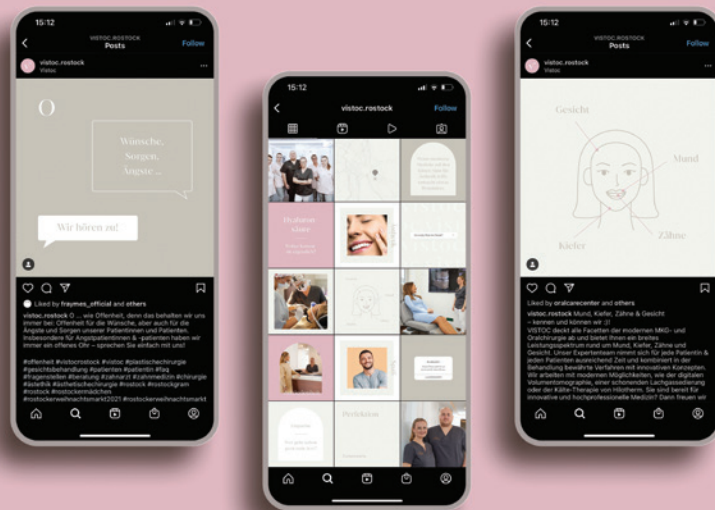 15:12
VISTOC.ROSTOCK
Posts
Follow
vistoc.rostock
Vistoc
O
Wünsche,
Sorgen,
Ängste ...
Wir hören zu!
Liked by fraymes_official and others
vistoc.rostock O ... wie Offenheit, denn das behalten wir uns
immer bei: Offenheit für die Wünsche, aber auch für die
Ängste und Sorgen unserer Patientinnen und Patienten.
Insbesondere für Angstpatientinnen & -patienten haben wir
immer ein offenes Ohr – sprechen Sie einfach mit uns!
#offenheit #vistocrostock #vistoc #plastischechirurgie
#gesichtsbehandlung #patienten #patientin #faq
#fragenstellen #beratung #zahnarzt #zahnmedizin #chirurgie
#ästhetik #ästhetischechirurgie #rostock #rostockgram
#rostock #rostockermädchen
#rostockerweihnachtsmarkt2021 #rostockerweihnachtsmarkt
15:12
vistoc.rostock
Follow
Hyaluron
säure
Perfektion
15:12
VISTOC.ROSTOCK
Posts
Follow
vistoc.rostock
Vistoc
Gesicht
Mund
Kiefer
Zähne
Liked by oralcarecenter and others
vistoc.rostock Mund, Kiefer, Zähne & Gesicht
– kennen und können wir :)!
VISTOC deckt alle Facetten der modernen MKG- und
Oralchirurgie ab und bietet Ihnen ein breites
Leistungsspektrum rund um Mund, Kiefer, Zähne und
Gesicht. Unser Expertenteam nimmt sich für jede Patientin &
jeden Patienten ausreichend Zeit und kombiniert in der
Behandlung bewährte Verfahren mit innovativen Konzepten.
Wir arbeiten mit modernen Möglichkeiten, wie der digitalen
Volumentomographie, einer schonenden Lachgassedierung
oder der Kälte-Therapie von Hilotherm. Sie sind bereit für
innovative und hochprofessionelle Medizin? Dann freuen wir